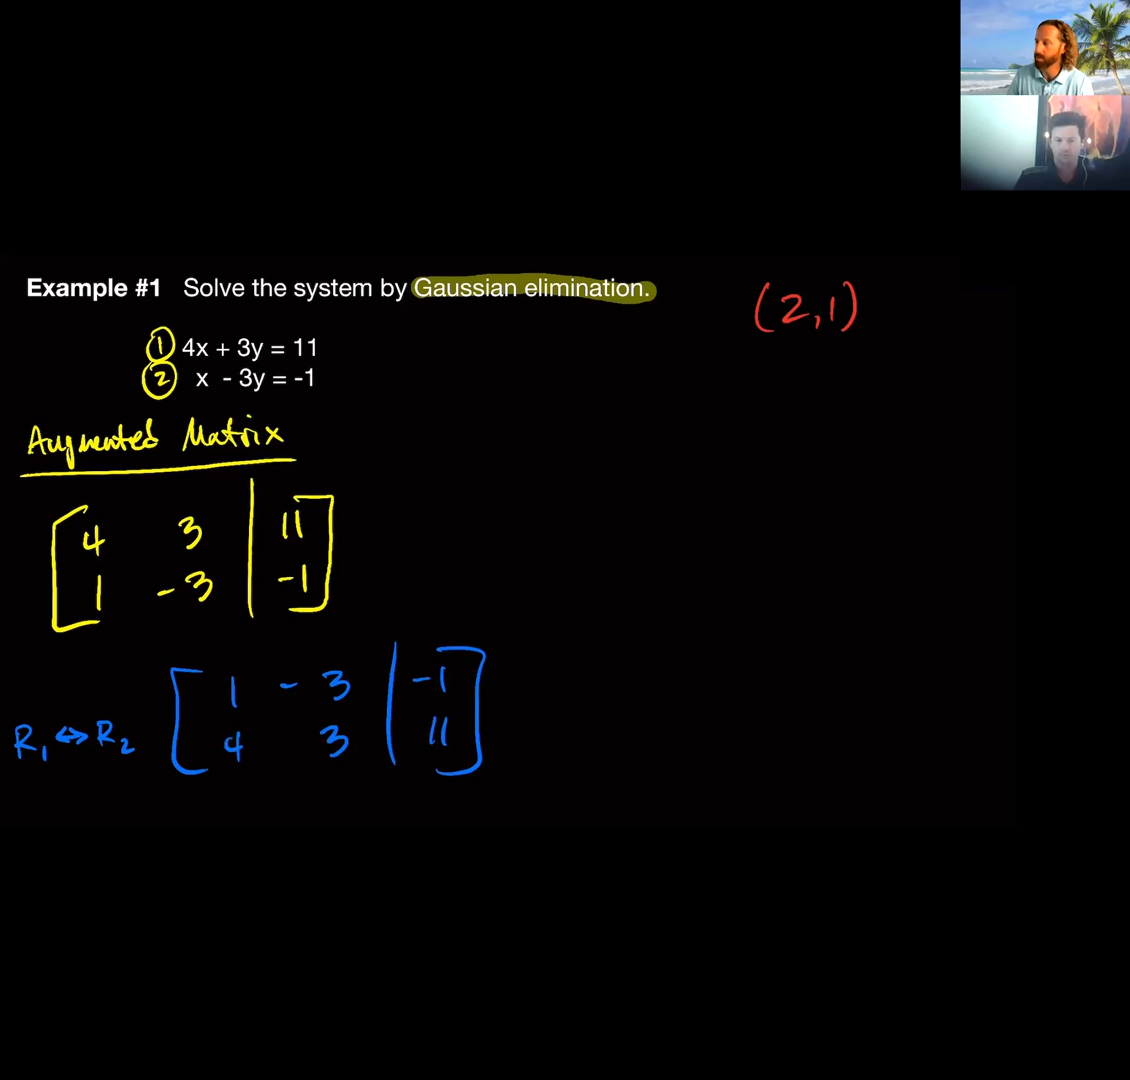 Example #1 Solve the system by Gaussian elimination.
(2,1)
① 4x + 3y = 11
② x - 3y = -1
Augmented Matrix
4 3 | 11
1 -3 | -1
R₁ ↔ R₂
1 -3 | -1
4 3 | 11